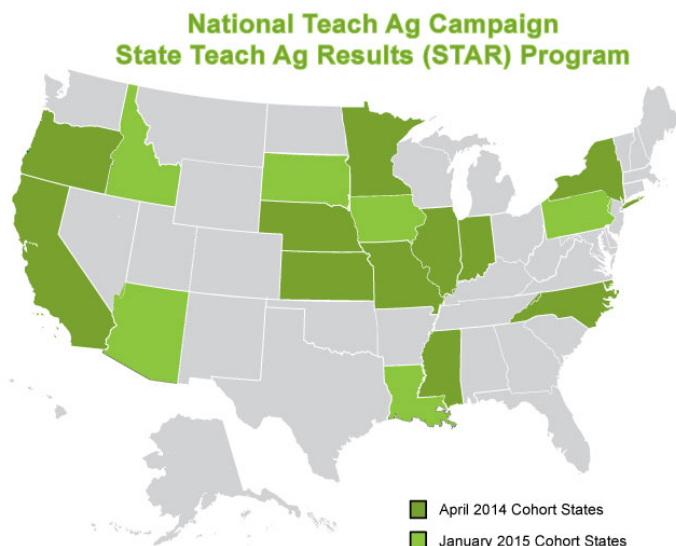 National Teach Ag Campaign
State Teach Ag Results (STAR) Program
April 2014 Cohort States
January 2015 Cohort States